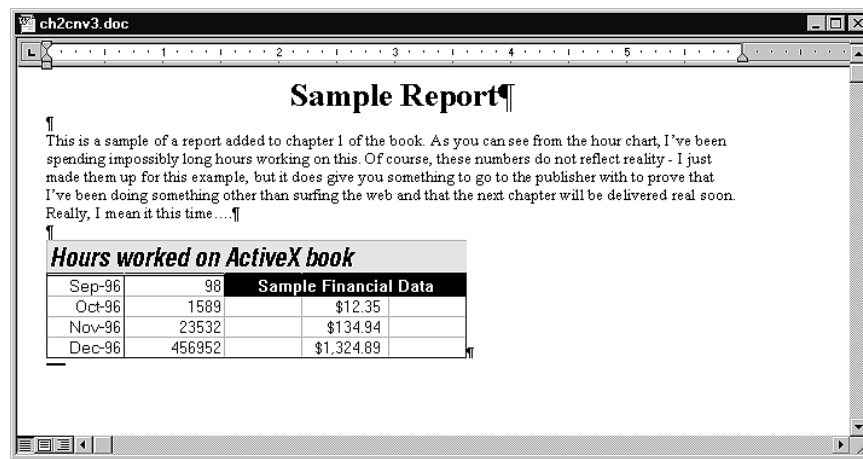 ch2cnv3.doc
1 2 3 4 5
Sample Report¶
¶
This is a sample of a report added to chapter 1 of the book. As you can see from the hour chart, I've been
spending impossibly long hours working on this. Of course, these numbers do not reflect reality - I just
made them up for this example, but it does give you something to go to the publisher with to prove that
I've been doing something other than surfing the web and that the next chapter will be delivered real soon.
Really, I mean it this time....¶
¶
Hours worked on ActiveX book
Sep-96 98 Sample Financial Data
Oct-96 1589 $12.35
Nov-96 23532 $134.94
Dec-96 456952 $1,324.89 ¶